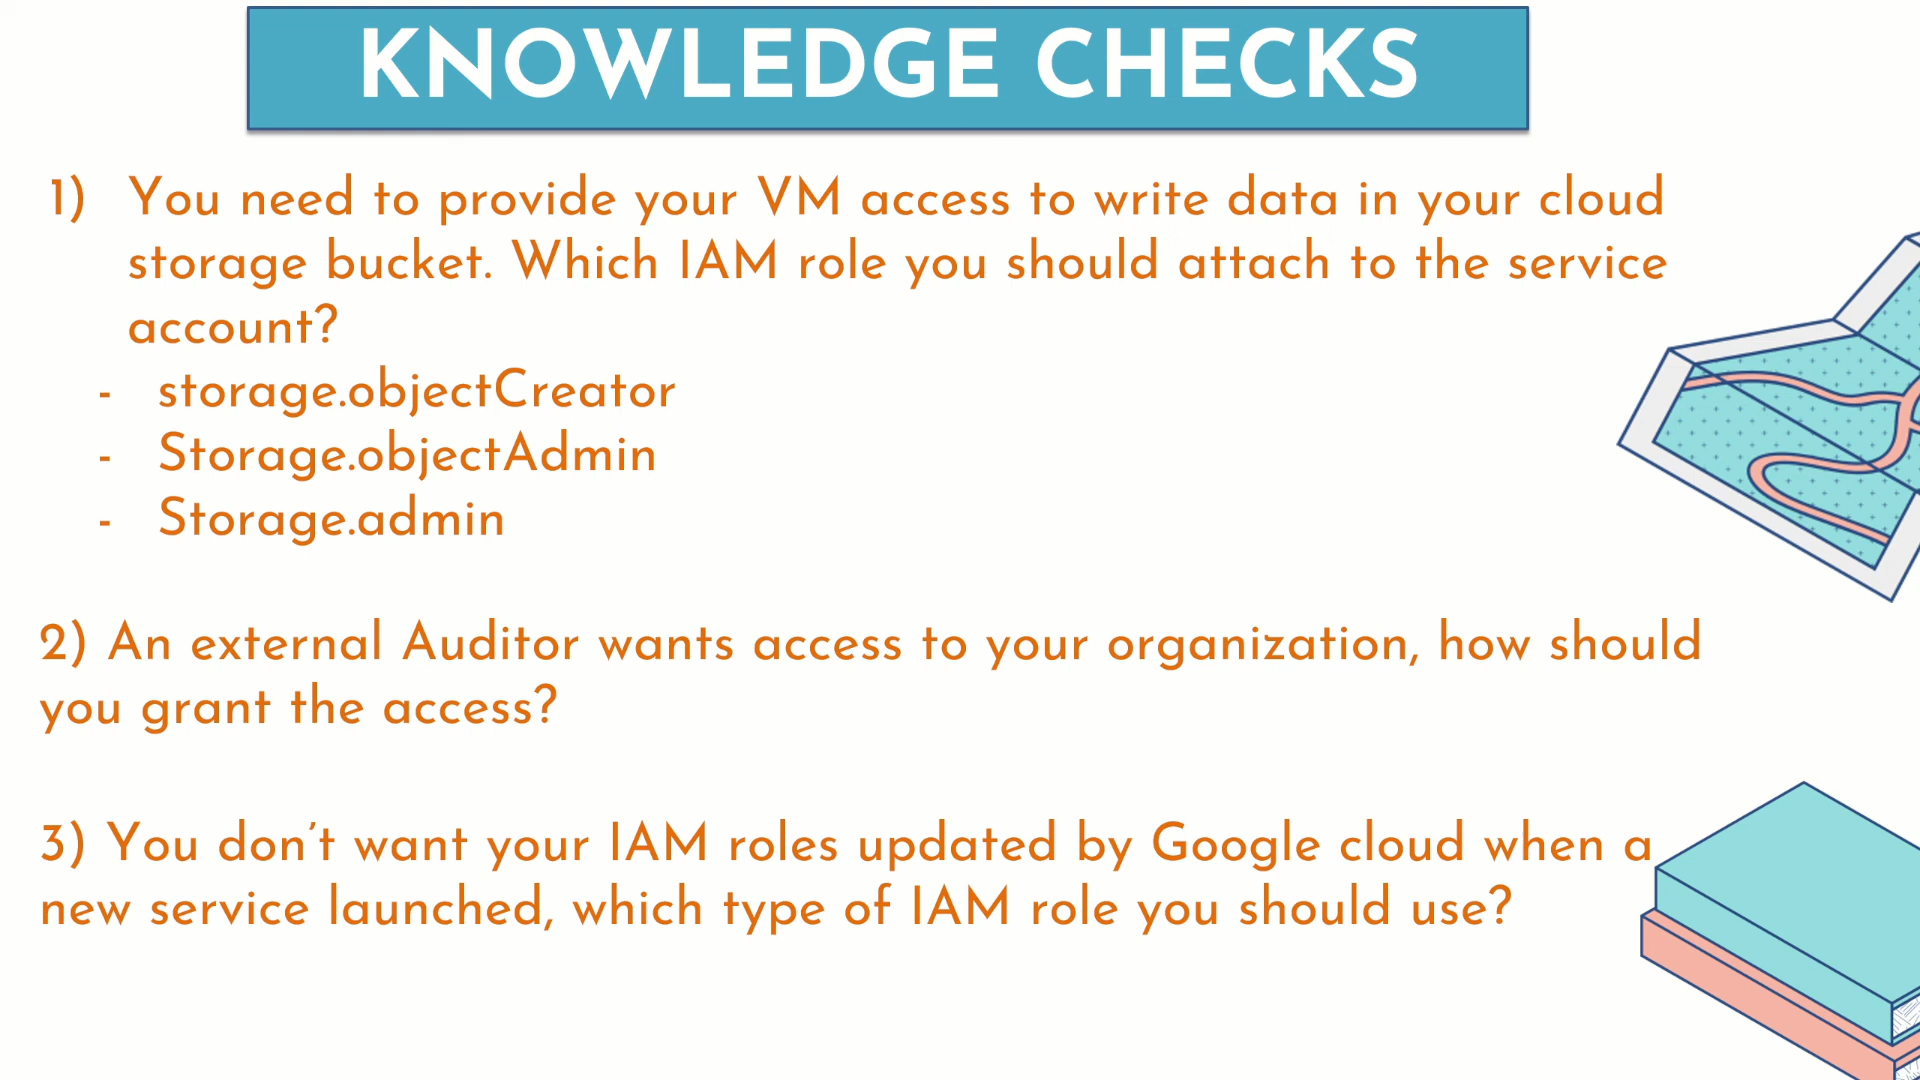 KNOWLEDGE CHECKS
1) You need to provide your VM access to write data in your cloud
storage bucket. Which IAM role you should attach to the service
account?
- storage.objectCreator
- Storage.objectAdmin
- Storage.admin
2) An external Auditor wants access to your organization, how should
you grant the access?
3) You don’t want your IAM roles updated by Google cloud when a
new service launched, which type of IAM role you should use?